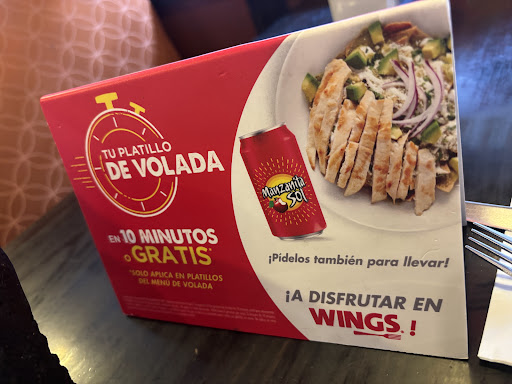 TU PLATILLO
DE VOLADA
EN 10 MINUTOS
O GRATIS*
*SOLO APLICA EN PLATILLOS
DEL MENÚ DE VOLADA
Manzanita
Sol
¡Pídelos también para llevar!
¡A DISFRUTAR EN
WINGS®!